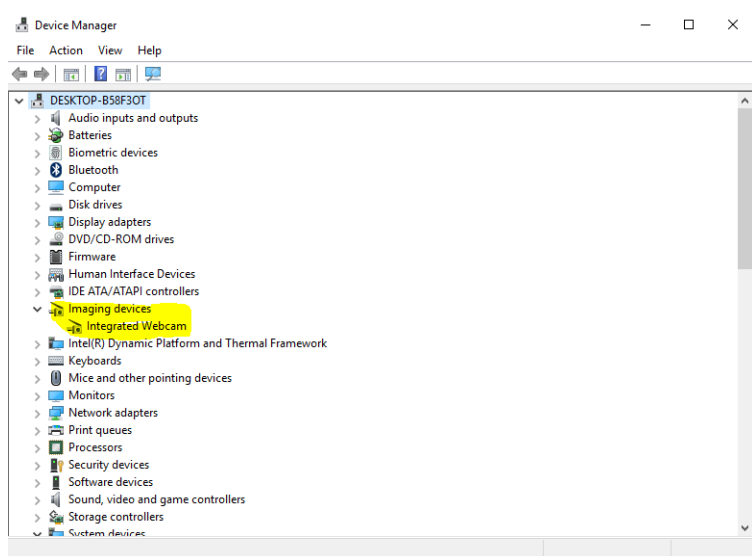 Device Manager
File Action View Help
DESKTOP-B58F3OT
Audio inputs and outputs
Batteries
Biometric devices
Bluetooth
Computer
Disk drives
Display adapters
DVD/CD-ROM drives
Firmware
Human Interface Devices
IDE ATA/ATAPI controllers
Imaging devices
Integrated Webcam
Intel(R) Dynamic Platform and Thermal Framework
Keyboards
Mice and other pointing devices
Monitors
Network adapters
Print queues
Processors
Security devices
Software devices
Sound, video and game controllers
Storage controllers
System devices